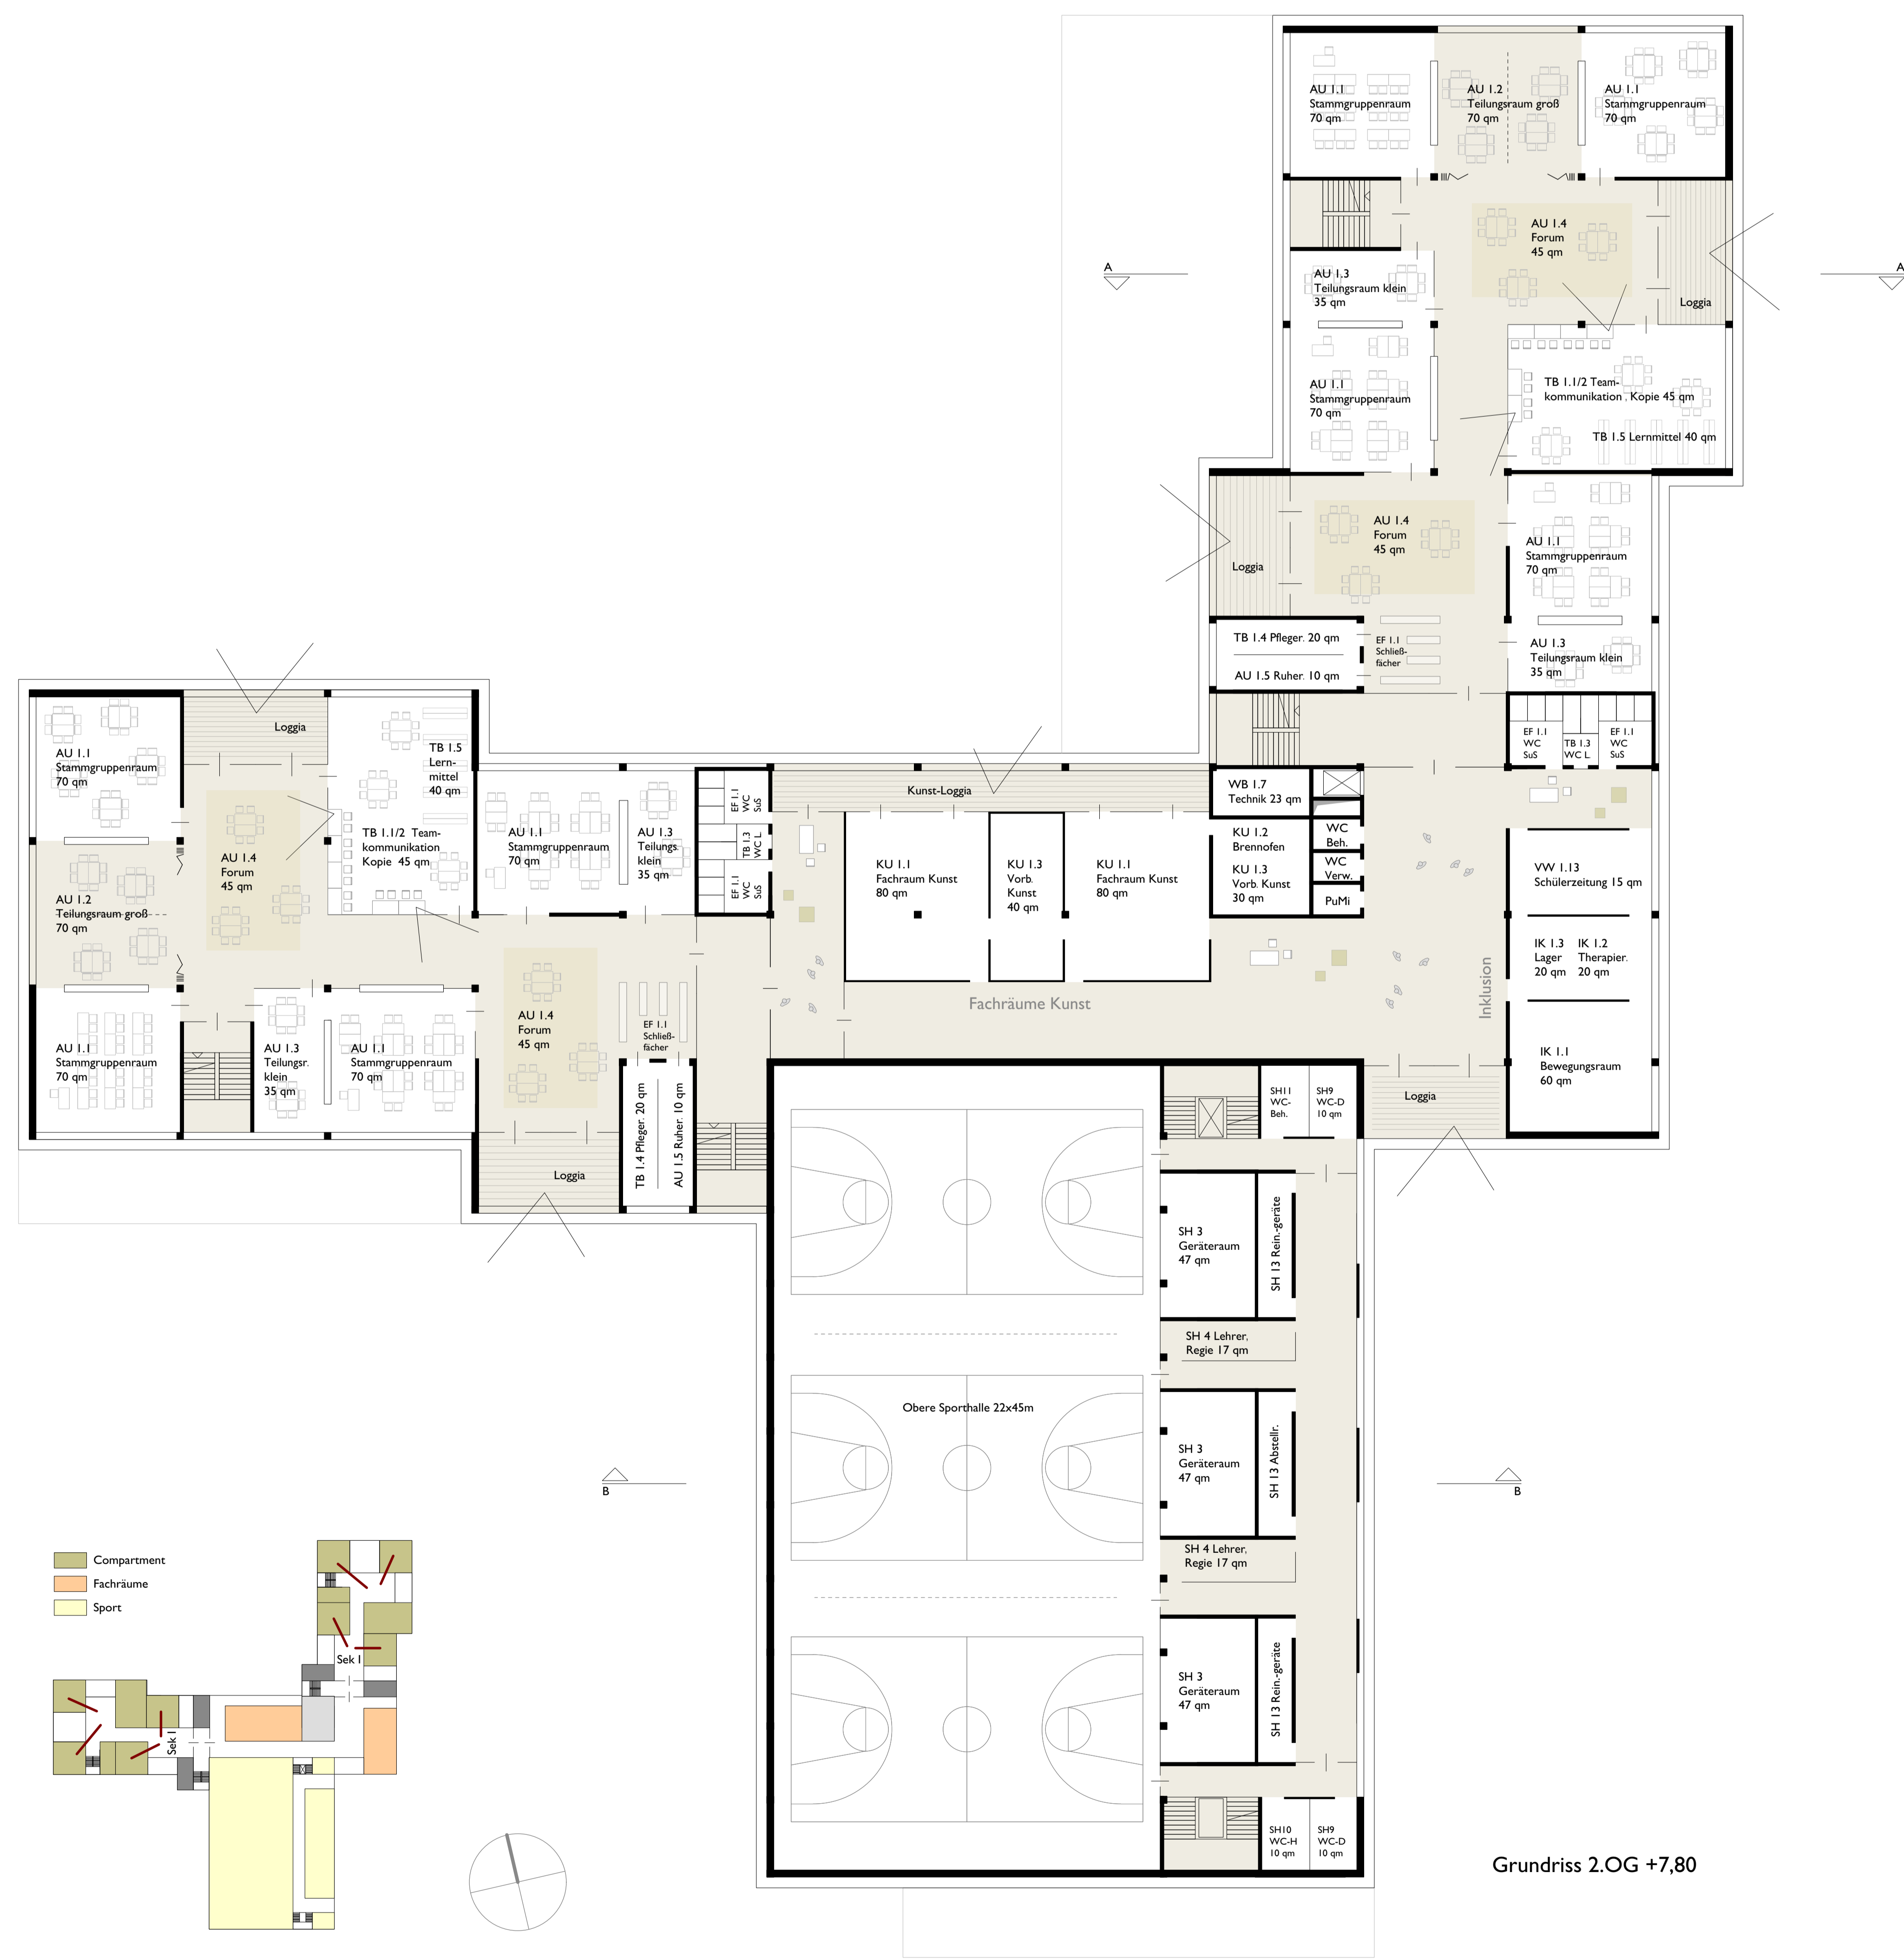 AU 1.1
Stammgruppenraum
70 qm
AU 1.2
Teilungsraum groß
70 qm
AU 1.1
Stammgruppenraum
70 qm
AU 1.4
Forum
45 qm
Loggia
A
A
AU 1.3
Teilungsraum klein
35 qm
AU 1.1
Stammgruppenraum
70 qm
TB 1.1/2 Team-
kommunikation , Kopie 45 qm
TB 1.5 Lernmittel 40 qm
AU 1.4
Forum
45 qm
Loggia
AU 1.1
Stammgruppenraum
70 qm
TB 1.4 Pfleger. 20 qm
AU 1.5 Ruher. 10 qm
EF 1.1
Schließ-
fächer
AU 1.3
Teilungsraum klein
35 qm
EF 1.1
WC
SuS
TB 1.3
WC L.
EF 1.1
WC
SuS
AU 1.1
Stammgruppenraum
70 qm
Loggia
TB 1.5
Lern-
mittel
40 qm
AU 1.4
Forum
45 qm
TB 1.1/2 Team-
kommunikation
Kopie 45 qm
AU 1.1
Stammgruppenraum
70 qm
AU 1.3
Teilungs.
klein
35 qm
EF 1.1
WC
SuS
TB 1.3
WC L.
EF 1.1
WC
SuS
AU 1.2
Teilungsraum groß
70 qm
Kunst-Loggia
KU 1.1
Fachraum Kunst
80 qm
KU 1.3
Vorb.
Kunst
40 qm
KU 1.1
Fachraum Kunst
80 qm
WB 1.7
Technik 23 qm
KU 1.2
Brennofen
KU 1.3
Vorb. Kunst
30 qm
WC
Beh.
WC
Verw.
PuMi
VW 1.13
Schülerzeitung 15 qm
IK 1.3
Lager
20 qm
IK 1.2
Therapier.
20 qm
Inklusion
Fachräume Kunst
AU 1.1
Stammgruppenraum
70 qm
AU 1.3
Teilungsr.
klein
35 qm
AU 1.1
Stammgruppenraum
70 qm
AU 1.4
Forum
45 qm
EF 1.1
Schließ-
fächer
TB 1.4 Pfleger. 20 qm
AU 1.5 Ruher. 10 qm
Loggia
SH11
WC-
Beh.
SH9
WC-D
10 qm
Loggia
IK 1.1
Bewegungsraum
60 qm
SH 3
Geräteraum
47 qm
SH 13 Rein.-geräte
SH 4 Lehrer,
Regie 17 qm
Obere Sporthalle 22x45m
SH 3
Geräteraum
47 qm
SH 13 Abstellr.
B
B
SH 4 Lehrer,
Regie 17 qm
SH 3
Geräteraum
47 qm
SH 13 Rein.-geräte
SH10
WC-H
10 qm
SH9
WC-D
10 qm
Compartment
Fachräume
Sport
Sek I
Sek I
Grundriss 2.OG +7,80